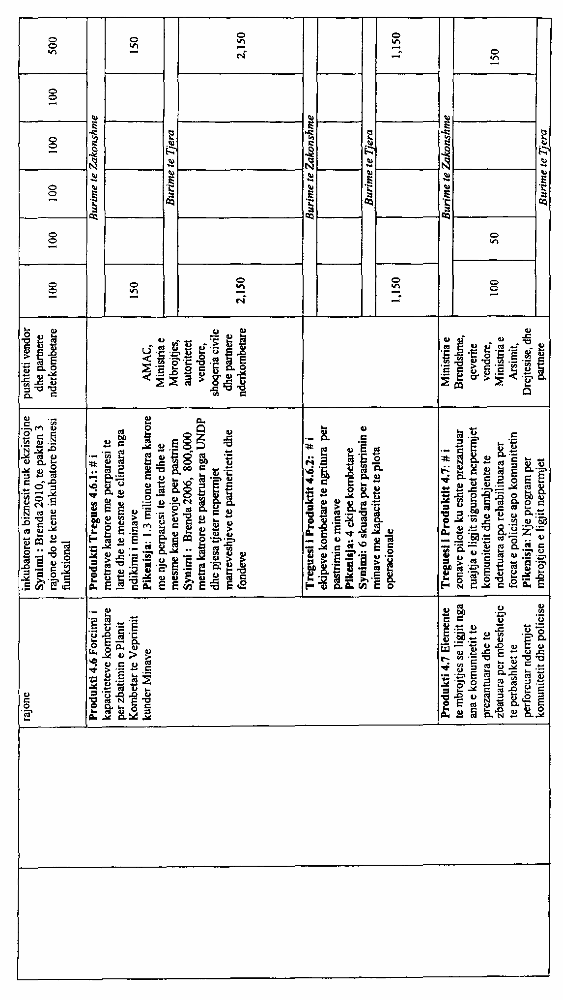 rajone
inkubatoret a biznesit nuk ekzistojne
Synimi : Brenda 2010, te pakten 3
rajone do te kene inkubatore biznesi
funksional
pushteti vendor
dhe partnere
nderkombetare
100 100 100 100 100 500
Produkti 4.6 Forcimi i
kapaciteteve kombetare
per zbatimin e Planit
Kombetar te Veprimit
kunder Minave
Produkti Tregues 4.6.1: # i
metrave katrore me perparesi te
larte dhe te mesme te cliruara nga
ndikimi i minave
Pikenisja: 1.3 milione metra katrore
me nje perparesi te larte dhe te
mesme kane nevoje per pastrim
Synimi : Brenda 2006, 800,000
metra katrore te pastruar nga UNDP
dhe pjesa tjeter nepermjet
marreveshjeve te partneritetit dhe
fondeve
AMAC,
Ministria e
Mbrojtjes,
autoritetet
vendore,
shoqeria civile
dhe partnere
nderkombetare
Burime te Zakonshme
150 150
Burime te Tjera
2,150 2,150
Treguesi i Produktit 4.6.2: # i
ekipeve kombetare te ngritura per
pastrimin e minave
Pikenisja: 4 ekipe kombetare
Synimi: 6 skuadra per pastrimin e
minave me kapacitete te plota
operacionale
Burime te Zakonshme
Burime te Tjera
1,150 1,150
Produkti 4.7 Elemente
te mbrojtjes se ligjit nga
ana e komunitetit te
prezantuara dhe te
zbatuara per mbeshtetje
te perbashket te
perforcuar ndermjet
komunitetit dhe policise
Treguesi i Produktit 4.7: # i
zonave pilote ku eshte prezantuar
ruajtja e ligjit sigurohet nepermjet
komunitetit dhe ambjente te
ndertuara apo rehabilituara per
forcat e policise apo komunitetin
Pikenisja: Nje program per
mbrojtjen e ligjit nepermjet
Ministria e
Brendshme,
qeverite
vendore,
Ministria e
Arsimit,
Drejtesise, dhe
partnere
Burime te Zakonshme
100 50 150
Burime te Tjera